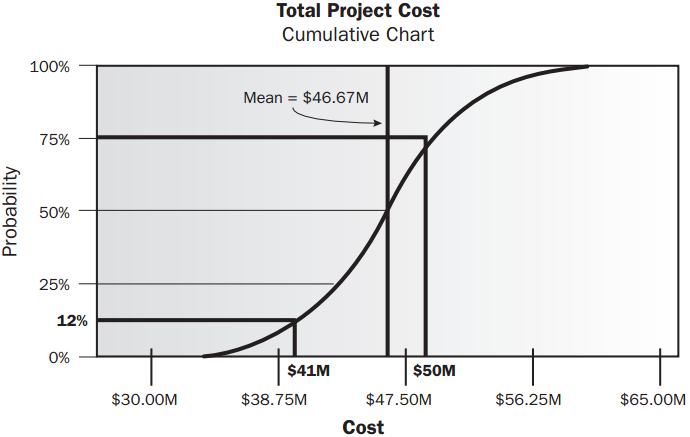 Total Project Cost
Cumulative Chart
100%
Mean = $46.67M
75%
50%
25%
12%
0%
Probability
$41M
$50M
$30.00M
$38.75M
$47.50M
$56.25M
$65.00M
Cost